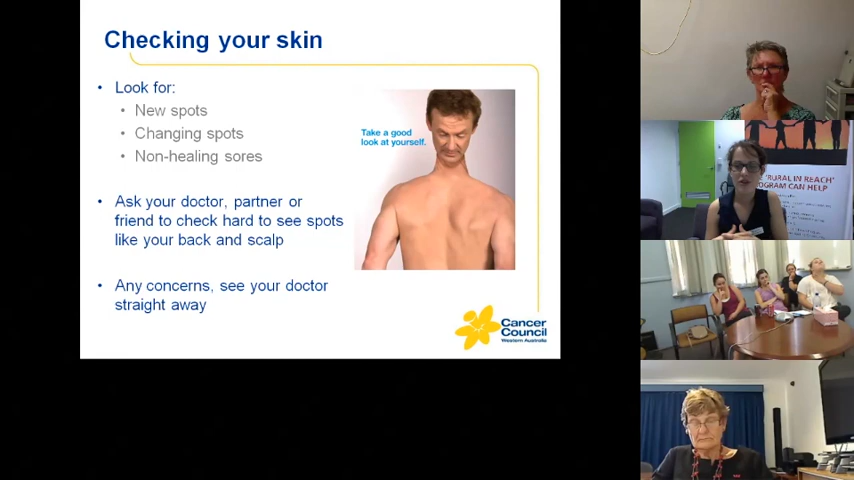 Checking your skin
• Look for:
• New spots
• Changing spots
• Non-healing sores
• Ask your doctor, partner or
friend to check hard to see spots
like your back and scalp
• Any concerns, see your doctor
straight away
Take a good
look at yourself.
Cancer
Council
Western Australia
'RURAL IN REACH'
PROGRAM CAN HELP